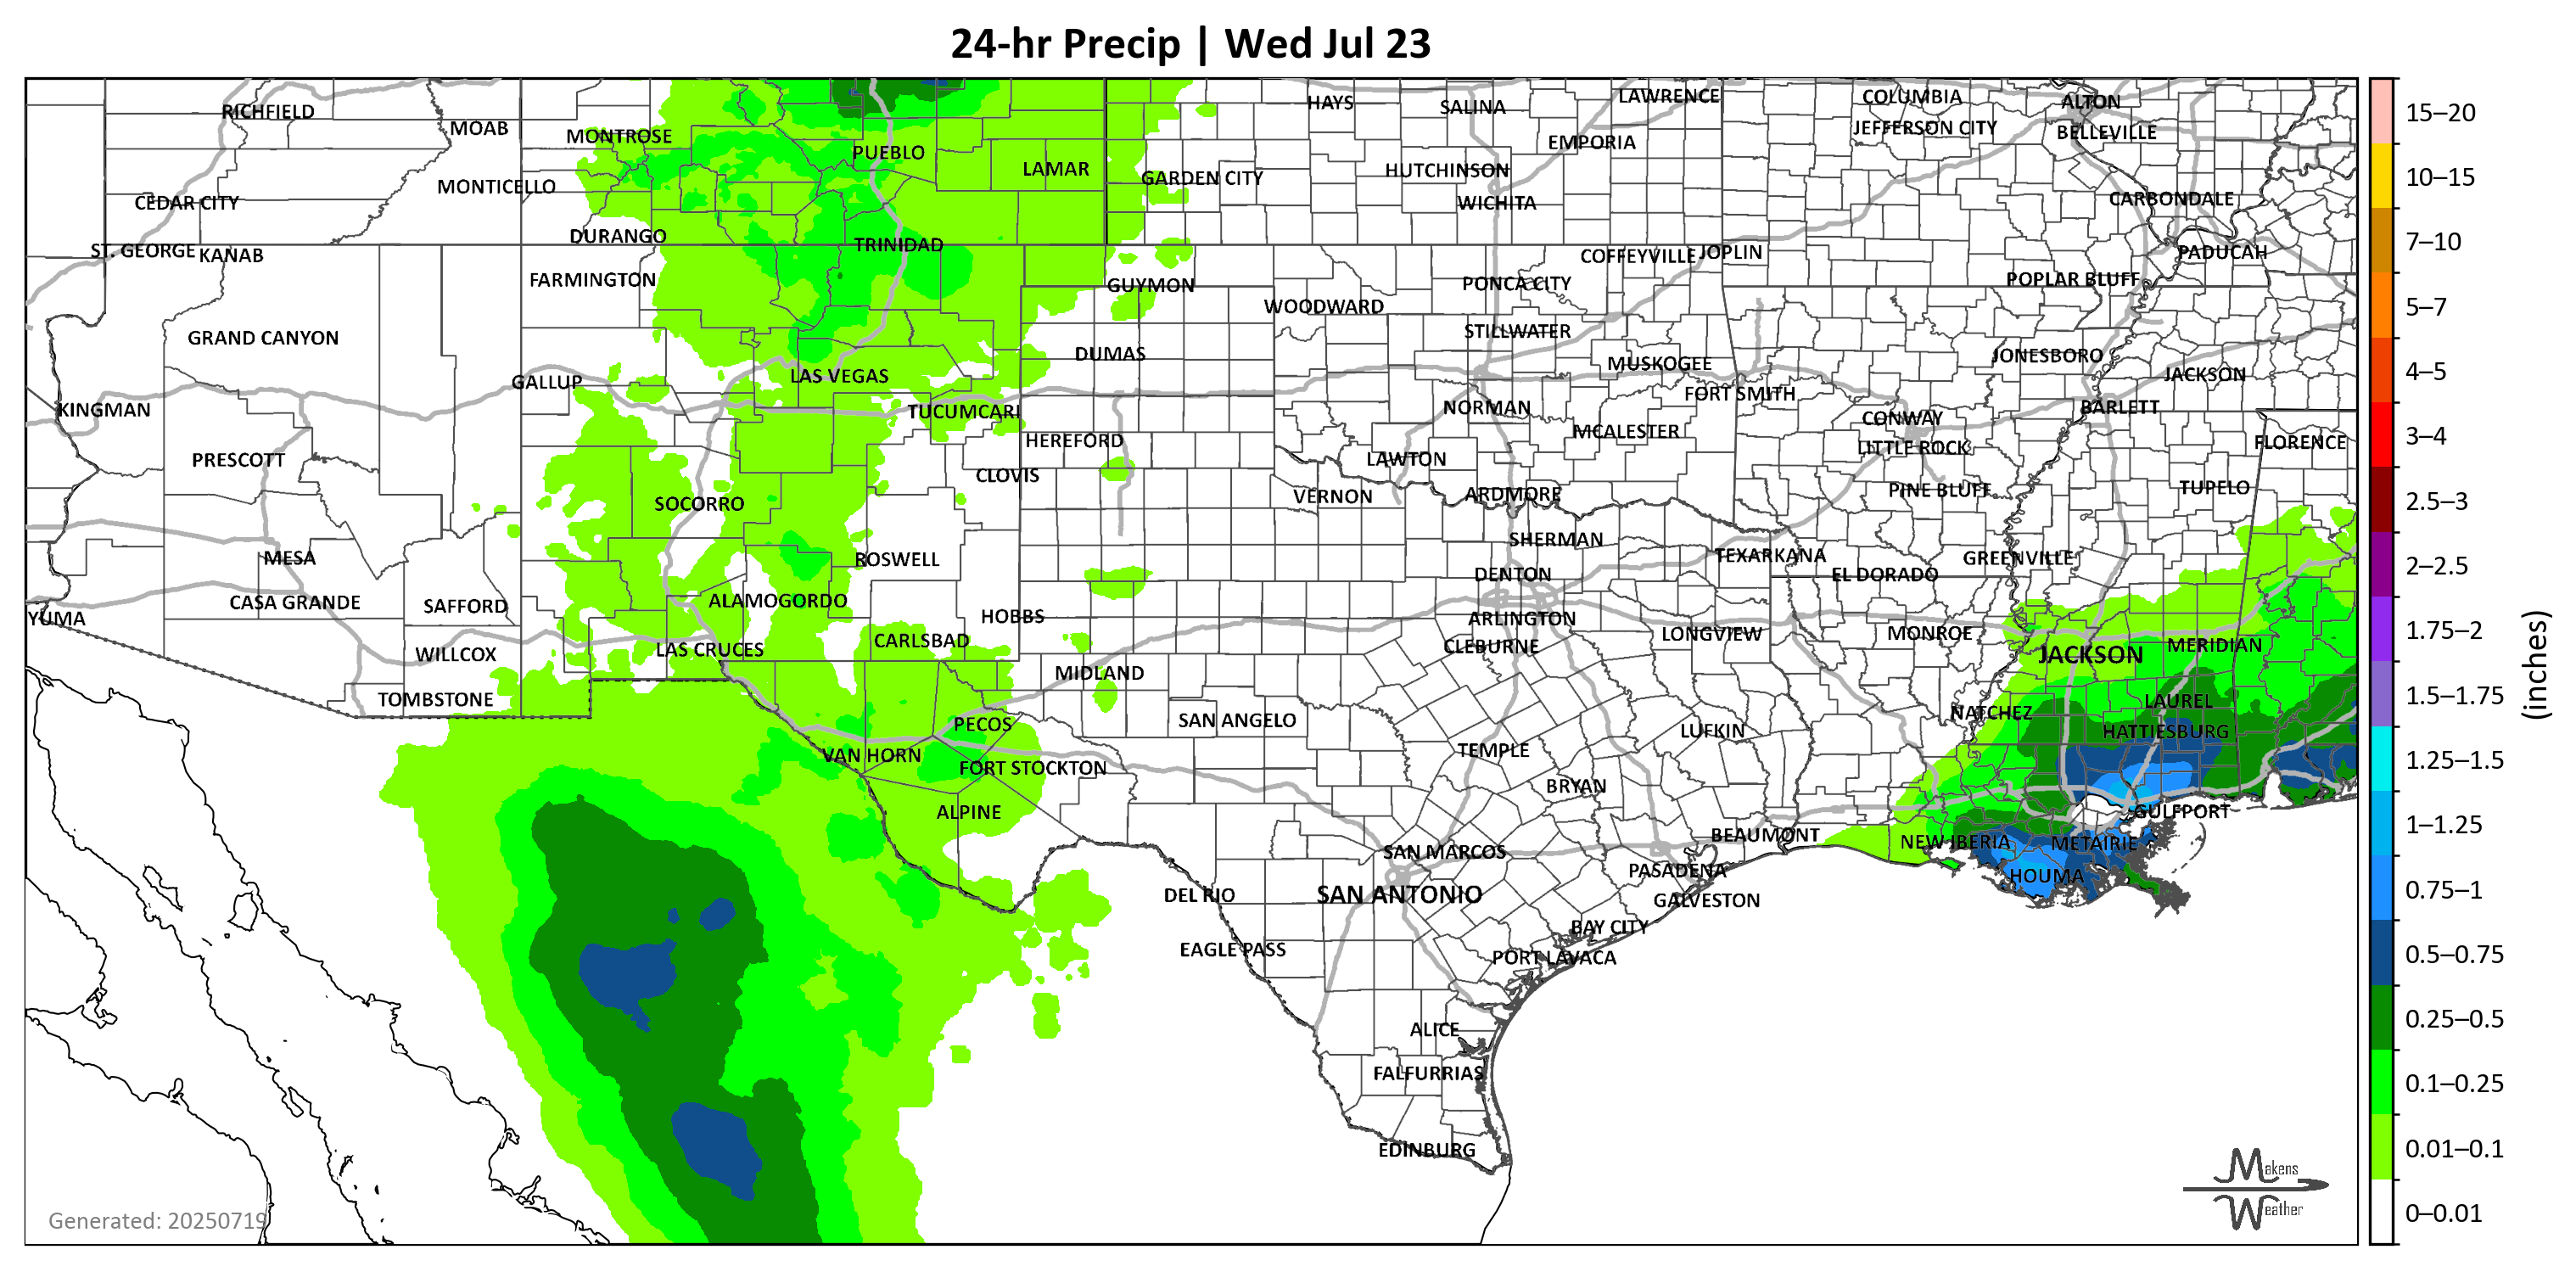 24-hr Precip | Wed Jul 23
RICHFIELD
MOAB
MONTROSE
PUEBLO
LAMAR
GARDEN CITY
HAYS
SALINA
LAWRENCE
EMPORIA
HUTCHINSON
WICHITA
COLUMBIA
JEFFERSON CITY
ALTON
BELLEVILLE
CARBONDALE
PADUCAH
CEDAR CITY
MONTICELLO
ST. GEORGE
KANAB
DURANGO
TRINIDAD
FARMINGTON
GUYMON
WOODWARD
PONCA CITY
COFFEYVILLE
JOPLIN
POPLAR BLUFF
GRAND CANYON
DUMAS
STILLWATER
MUSKOGEE
JONESBORO
JACKSON
GALLUP
LAS VEGAS
FORT SMITH
KINGMAN
TUCUMCARI
NORMAN
CONWAY
BARLETT
HEREFORD
MCALESTER
LITTLE ROCK
FLORENCE
PRESCOTT
CLOVIS
LAWTON
SOCORRO
VERNON
ARDMORE
PINE BLUFF
TUPELO
MESA
ROSWELL
SHERMAN
TEXARKANA
GREENVILLE
DENTON
EL DORADO
YUMA
CASA GRANDE
SAFFORD
ALAMOGORDO
HOBBS
ARLINGTON
WILLCOX
LAS CRUCES
CARLSBAD
CLEBURNE
LONGVIEW
MONROE
JACKSON
MERIDIAN
TOMBSTONE
MIDLAND
PECOS
SAN ANGELO
LUFKIN
NATCHEZ
LAUREL
HATTIESBURG
VAN HORN
FORT STOCKTON
TEMPLE
BRYAN
ALPINE
GULFPORT
SAN MARCOS
BEAUMONT
NEW IBERIA
METAIRIE
DEL RIO
SAN ANTONIO
PASADENA
GALVESTON
HOUMA
EAGLE PASS
BAY CITY
PORT LAVACA
ALICE
FALFURRIAS
EDINBURG
Generated: 20250719
Makens
Weather
15–20
10–15
7–10
5–7
4–5
3–4
2.5–3
2–2.5
1.75–2
1.5–1.75
1.25–1.5
1–1.25
0.75–1
0.5–0.75
0.25–0.5
0.1–0.25
0.01–0.1
0–0.01
(inches)